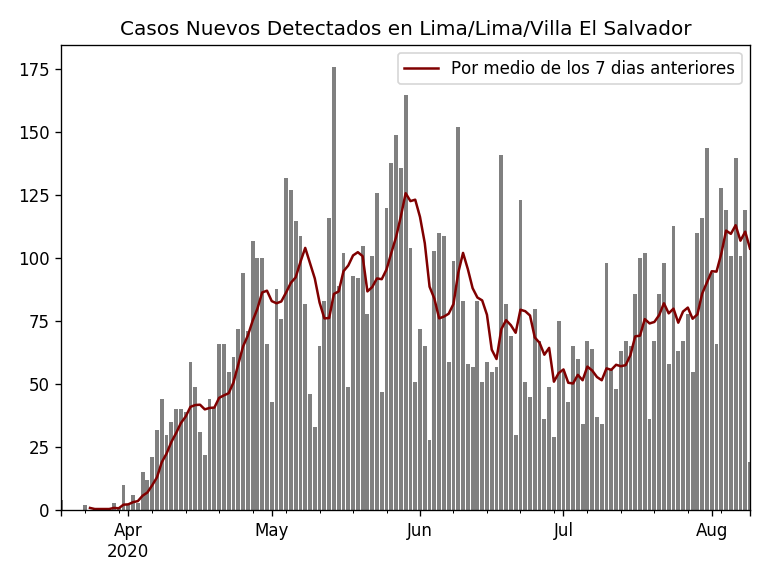 Casos Nuevos Detectados en Lima/Lima/Villa El Salvador
Por medio de los 7 dias anteriores
175
150
125
100
75
50
25
0
Apr
2020
May
Jun
Jul
Aug